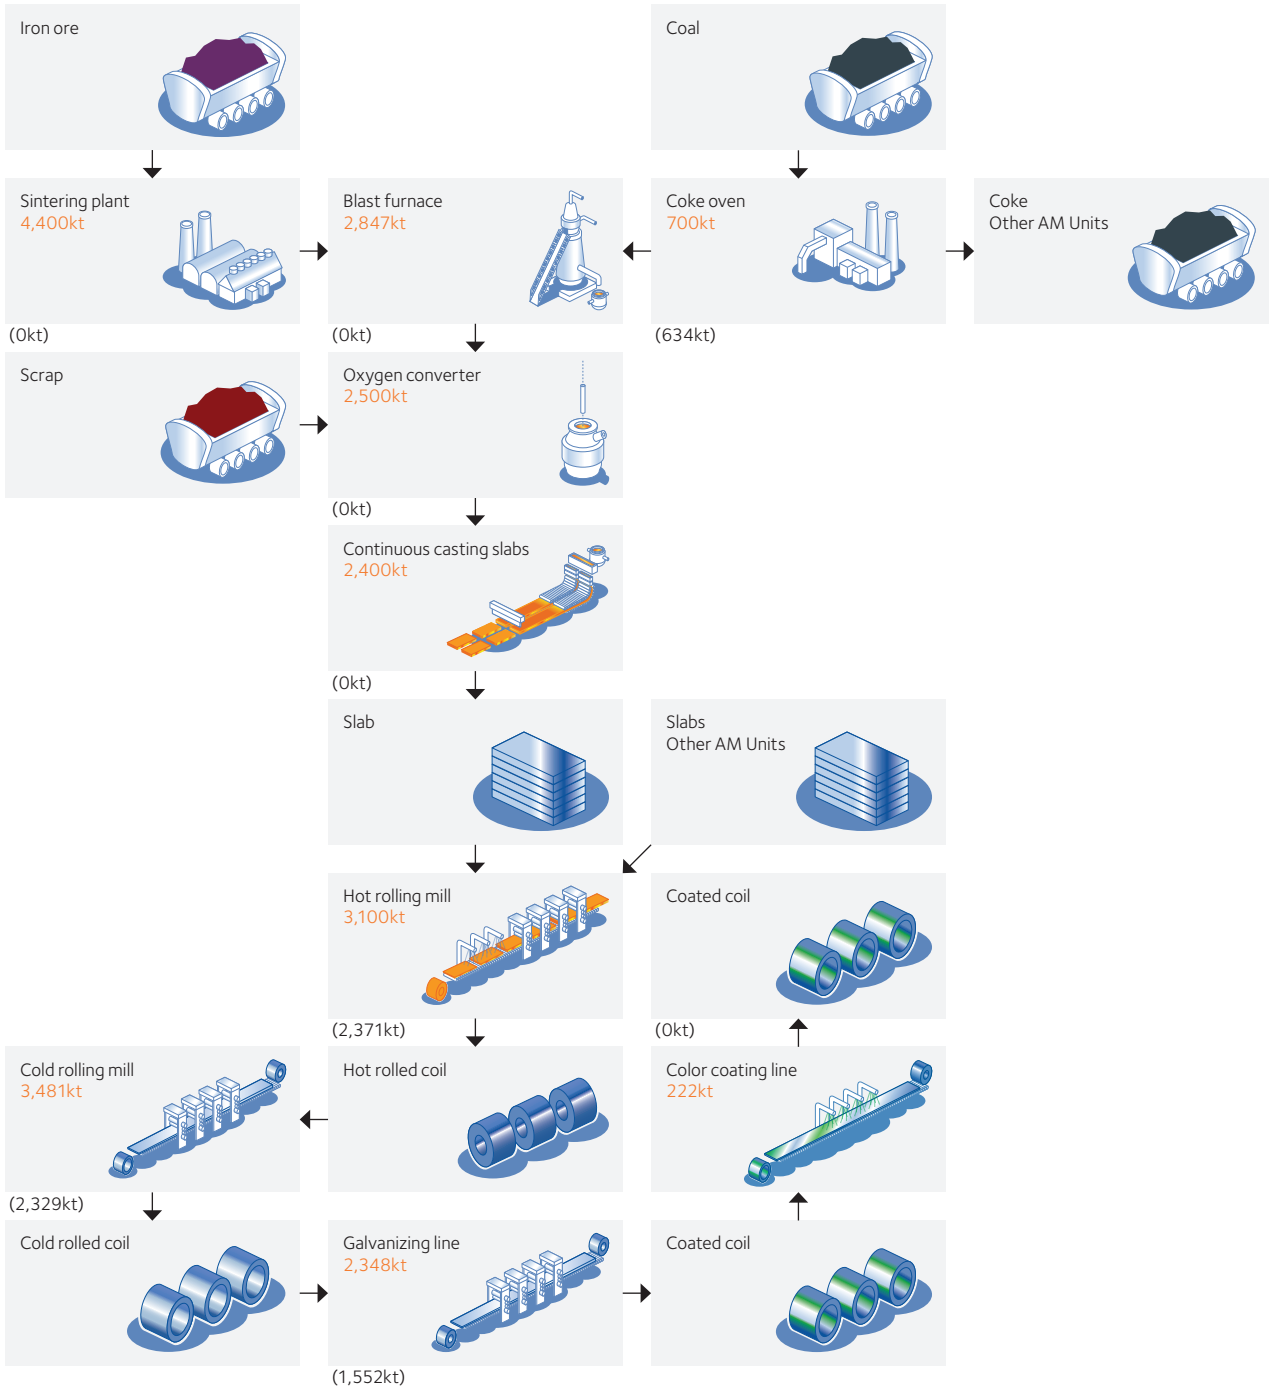 Iron ore
Coal
Sintering plant
4,400kt
Blast furnace
2,847kt
Coke oven
700kt
Coke
Other AM Units
(0kt)
(0kt)
(634kt)
Scrap
Oxygen converter
2,500kt
(0kt)
Continuous casting slabs
2,400kt
(0kt)
Slab
Slabs
Other AM Units
Hot rolling mill
3,100kt
Coated coil
(2,371kt)
(0kt)
Cold rolling mill
3,481kt
Hot rolled coil
Color coating line
222kt
(2,329kt)
Cold rolled coil
Galvanizing line
2,348kt
Coated coil
(1,552kt)